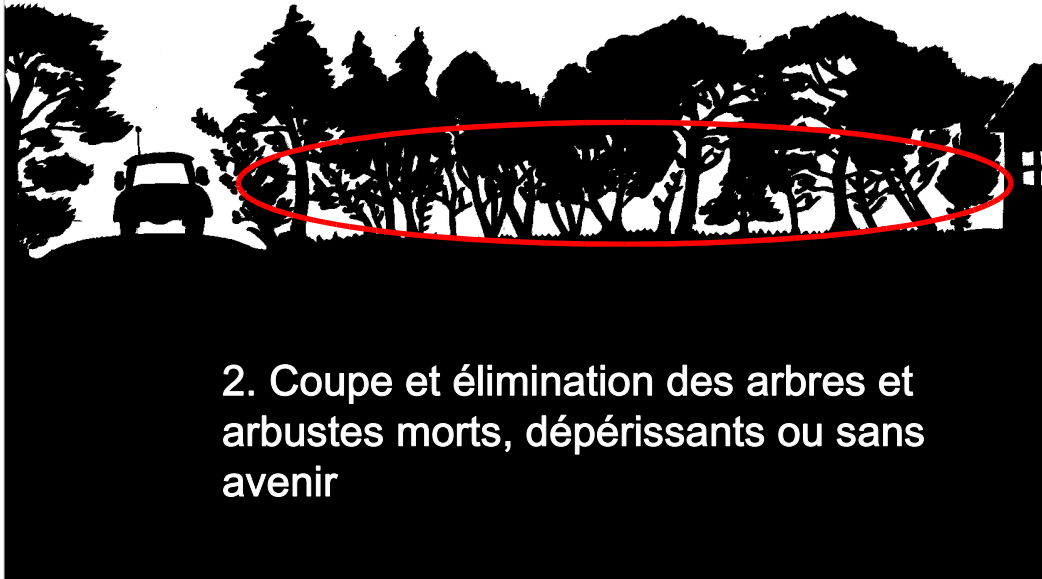 2. Coupe et élimination des arbres et
arbustes morts, dépérissants ou sans
avenir